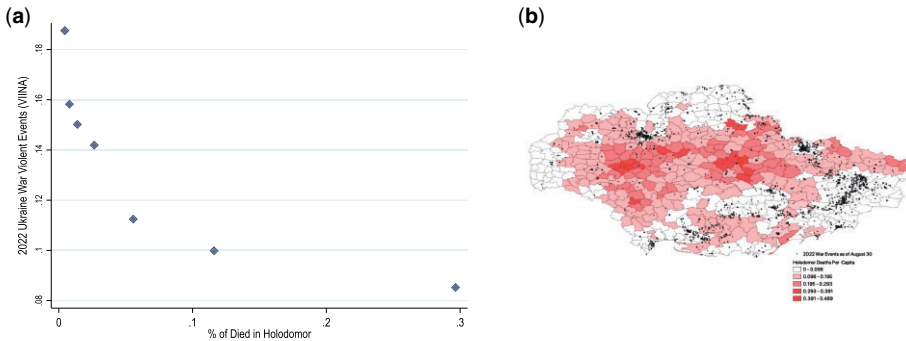 (a)
2022 Ukraine War Violent Events (VIINA)
.18
.16
.14
.12
.1
.08
0
.1
.2
.3
% of Died in Holodomor
(b)
2022 War Events as of August 30
Holodomor Deaths Per Capita
0 - 0.098
0.098 - 0.195
0.195 - 0.293
0.293 - 0.391
0.391 - 0.489